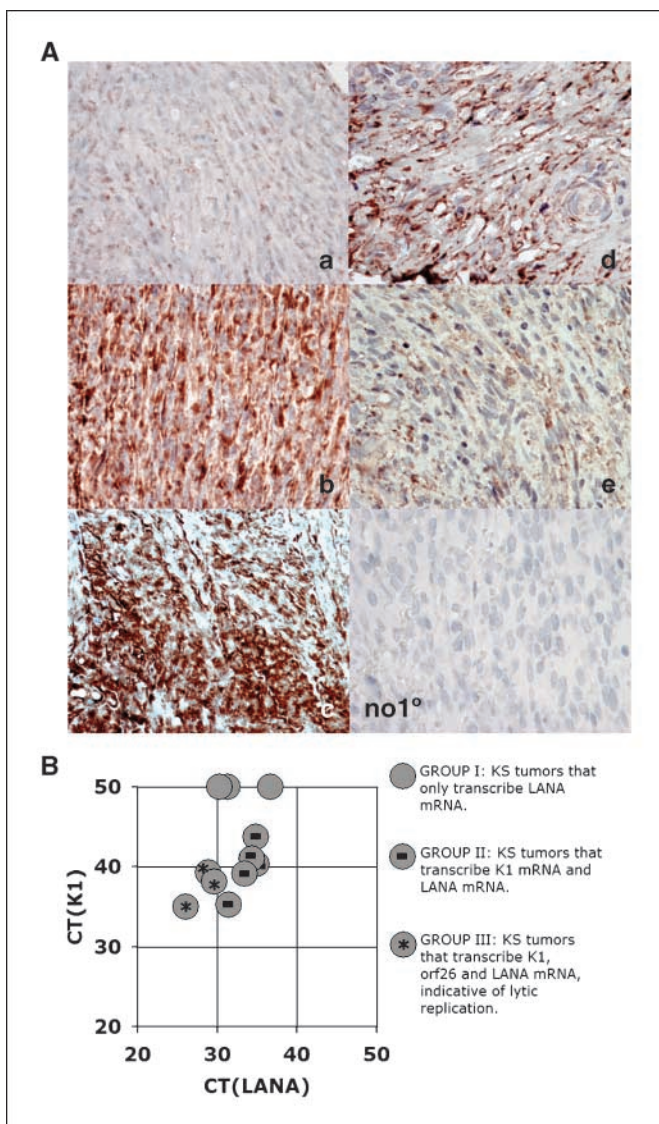 A
a
d
b
e
c
no1°
B
50
40
30
20
CT(K1)
20
30
40
50
CT(LANA)
GROUP I: KS tumors that
only transcribe LANA
mRNA.
GROUP II: KS tumors that
transcribe K1 mRNA and
LANA mRNA.
GROUP III: KS tumors
that transcribe K1,
orf26 and LANA mRNA,
indicative of lytic
replication.